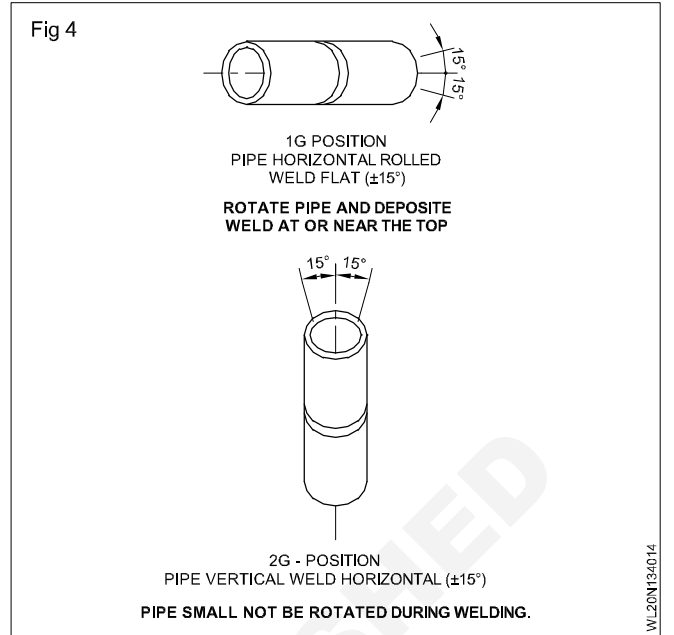 Fig 4
15° 15°
1G POSITION
PIPE HORIZONTAL ROLLED
WELD FLAT (±15°)
ROTATE PIPE AND DEPOSITE
WELD AT OR NEAR THE TOP
15° 15°
2G - POSITION
PIPE VERTICAL WELD HORIZONTAL (±15°)
PIPE SMALL NOT BE ROTATED DURING WELDING.
WL20N134014